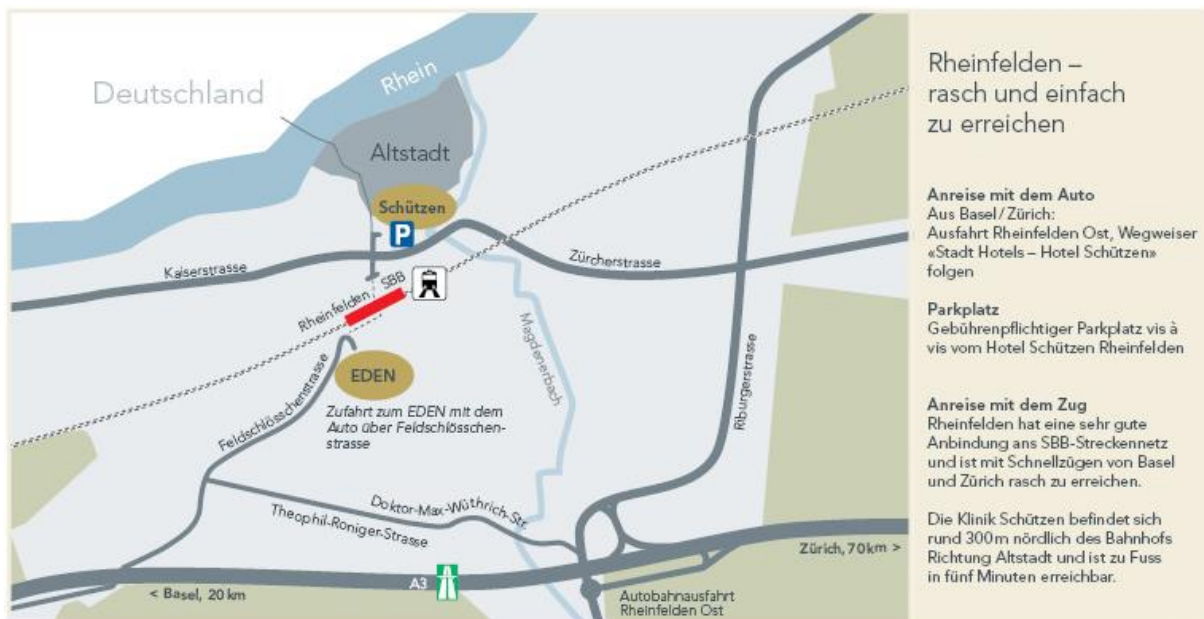 Deutschland
Rhein
Altstadt
Schützen
P
Kaiserstrasse
Zürcherstrasse
Rheinfelden SBB
Magdenerbach
Riburgerstrasse
Feldschlösschenstrasse
EDEN
Zufahrt zum EDEN mit dem
Auto über Feldschlösschen-
strasse
Doktor-Max-Wüthrich-Str.
Theophil-Roniger-Strasse
A3
< Basel, 20 km
Zürich, 70 km >
Autobahnausfahrt
Rheinfelden Ost
Rheinfelden –
rasch und einfach
zu erreichen
Anreise mit dem Auto
Aus Basel/Zürich:
Ausfahrt Rheinfelden Ost, Wegweiser
«Stadt Hotels – Hotel Schützen»
folgen
Parkplatz
Gebührenpflichtiger Parkplatz vis à
vis vom Hotel Schützen Rheinfelden
Anreise mit dem Zug
Rheinfelden hat eine sehr gute
Anbindung ans SBB-Streckennetz
und ist mit Schnellzügen von Basel
und Zürich rasch zu erreichen.
Die Klinik Schützen befindet sich
rund 300 m nördlich des Bahnhofs
Richtung Altstadt und ist zu Fuss
in fünf Minuten erreichbar.